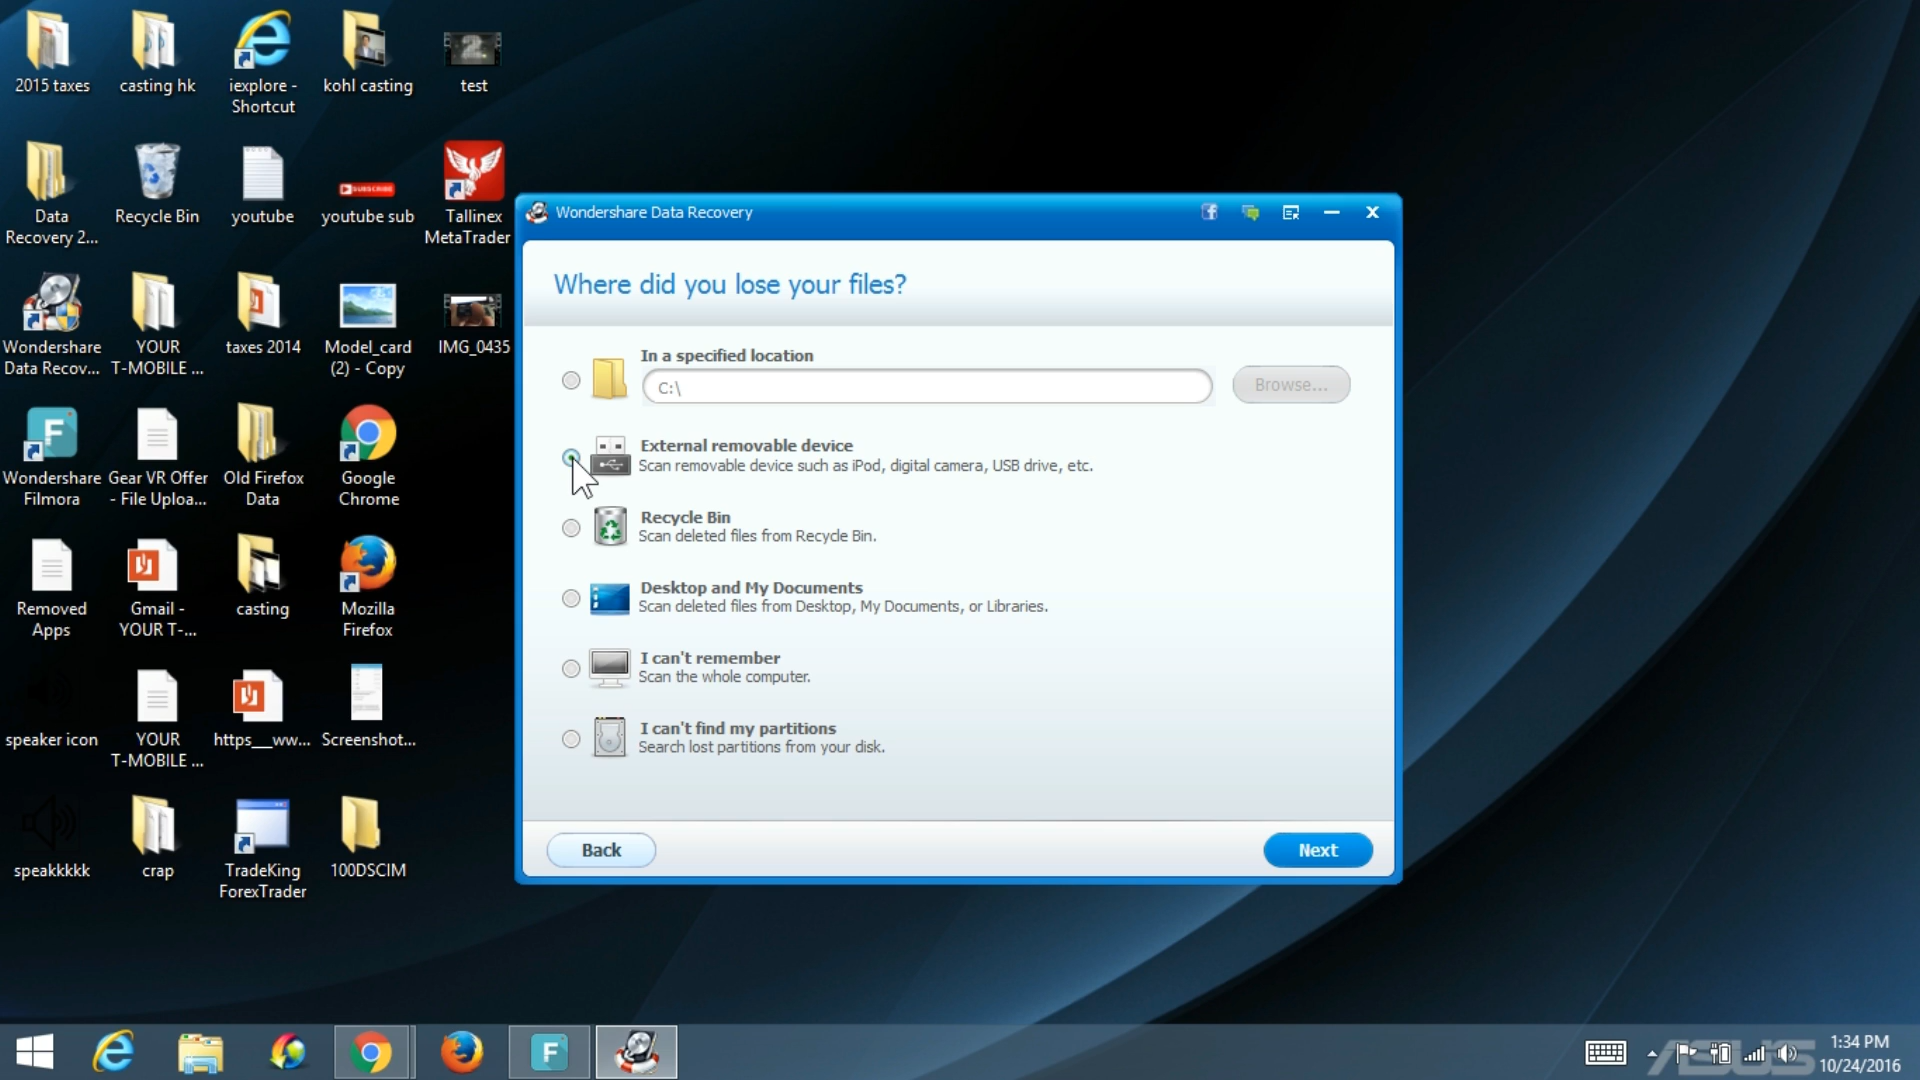 2015 taxes
casting hk
iexplore -
Shortcut
kohl casting
2
test
Data
Recovery 2...
Recycle Bin
youtube
SUBSCRIBE
youtube sub
Tallinex
MetaTrader
Wondershare
Data Recov...
YOUR
T-MOBILE ...
taxes 2014
Model_card
(2) - Copy
IMG_0435
F
Wondershare
Filmora
Gear VR Offer
- File Uploa...
Old Firefox
Data
Google
Chrome
Removed
Apps
Gmail -
YOUR T-...
casting
Mozilla
Firefox
speaker icon
YOUR
T-MOBILE ...
https__ww...
Screenshot...
speakkkkk
crap
TradeKing
ForexTrader
100DSCIM
Wondershare Data Recovery
Where did you lose your files?
In a specified location
C:\
Browse...
External removable device
Scan removable device such as iPod, digital camera, USB drive, etc.
Recycle Bin
Scan deleted files from Recycle Bin.
Desktop and My Documents
Scan deleted files from Desktop, My Documents, or Libraries.
I can't remember
Scan the whole computer.
I can't find my partitions
Search lost partitions from your disk.
Back
Next
F
ASUS
1:34 PM
10/24/2016